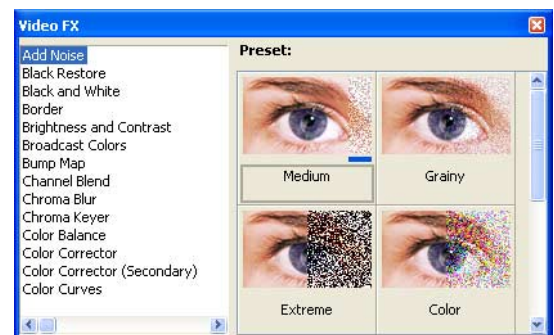 Video FX
Add Noise
Black Restore
Black and White
Border
Brightness and Contrast
Broadcast Colors
Bump Map
Channel Blend
Chroma Blur
Chroma Keyer
Color Balance
Color Corrector
Color Corrector (Secondary)
Color Curves
Preset:
Medium
Grainy
Extreme
Color